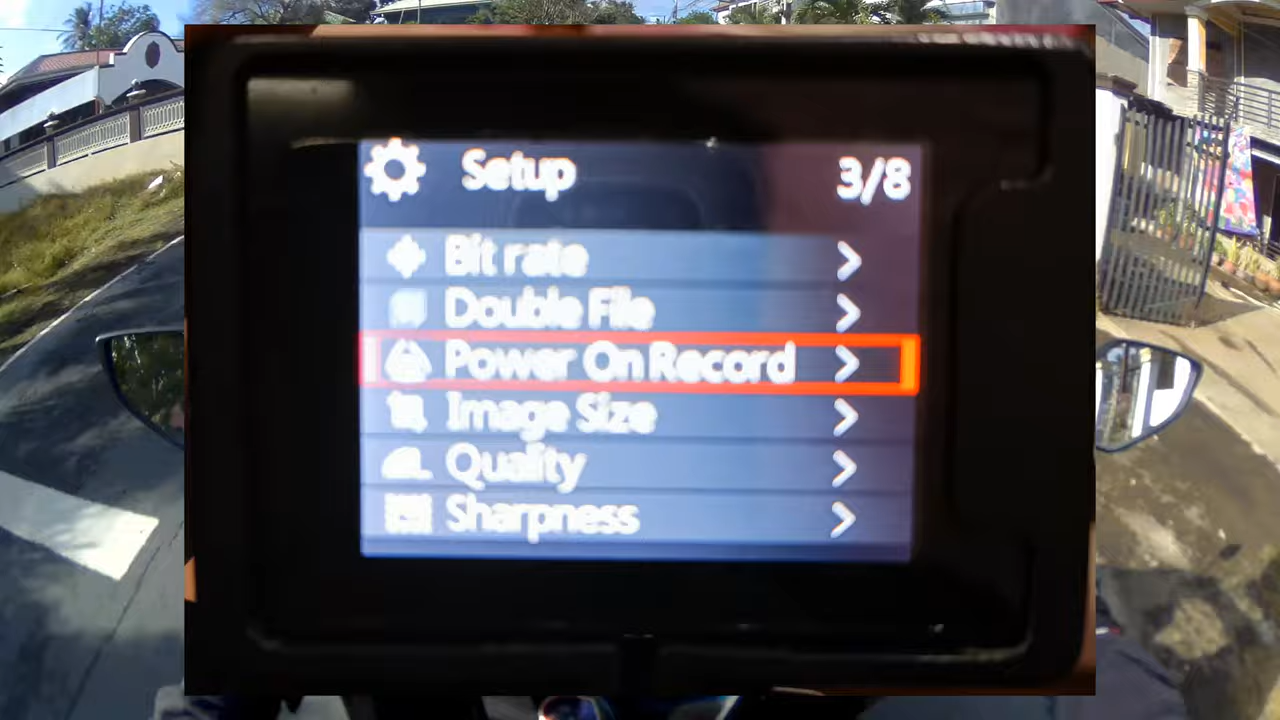 Setup
3/8
Bit rate
Double File
Power On Record
Image Size
Quality
Sharpness